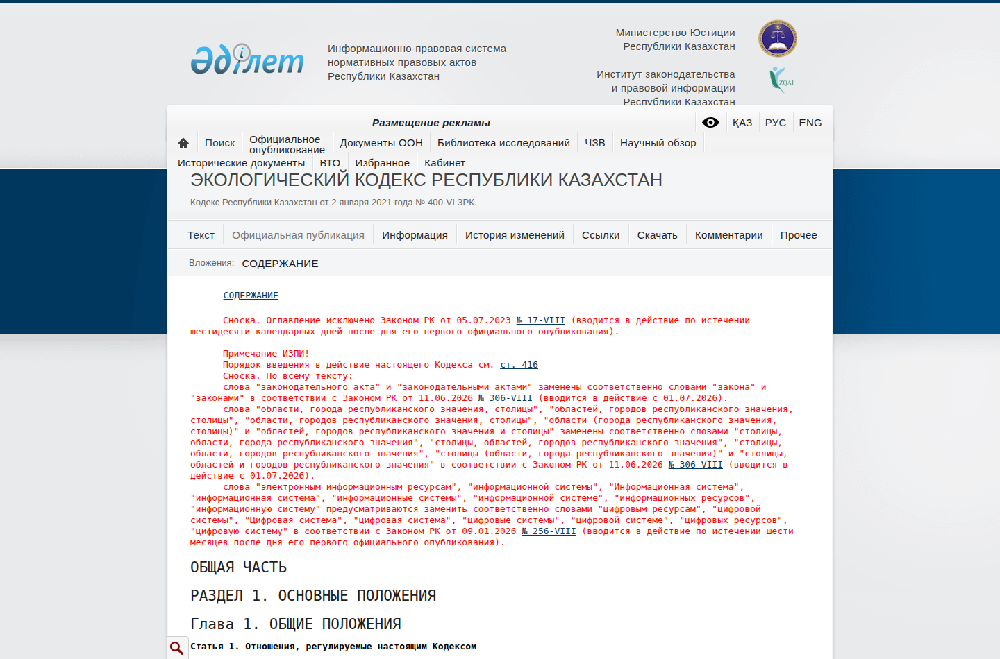 Әділет
Информационно-правовая система
нормативных правовых актов
Республики Казахстан
Министерство Юстиции
Республики Казахстан
Институт законодательства
и правовой информации
Республики Казахстан
ZQAI
Размещение рекламы
ҚАЗ РУС ENG
Поиск Официальное опубликование Документы ООН Библиотека исследований ЧЗВ Научный обзор
Исторические документы ВТО Избранное Кабинет
ЭКОЛОГИЧЕСКИЙ КОДЕКС РЕСПУБЛИКИ КАЗАХСТАН
Кодекс Республики Казахстан от 2 января 2021 года № 400-VI ЗРК.
Текст Официальная публикация Информация История изменений Ссылки Скачать Комментарии Прочее
Вложения: СОДЕРЖАНИЕ
СОДЕРЖАНИЕ
Сноска. Оглавление исключено Законом РК от 05.07.2023 № 17-VIII (вводится в действие по истечении
шестидесяти календарных дней после дня его первого официального опубликования).
Примечание ИЗПИ!
Порядок введения в действие настоящего Кодекса см. ст. 416
Сноска. По всему тексту:
слова "законодательного акта" и "законодательными актами" заменены соответственно словами "закона" и
"законами" в соответствии с Законом РК от 11.06.2026 № 306-VIII (вводится в действие с 01.07.2026).
слова "области, города республиканского значения, столицы", "областей, городов республиканского значения,
столицы", "области, городов республиканского значения, столицы", "области (города республиканского значения,
столицы)" и "областей, городов республиканского значения и столицы" заменены соответственно словами "столицы,
области, города республиканского значения", "столицы, областей, городов республиканского значения", "столицы,
области, городов республиканского значения", "столицы (области, города республиканского значения)" и "столицы,
областей и городов республиканского значения" в соответствии с Законом РК от 11.06.2026 № 306-VIII (вводится в
действие с 01.07.2026).
слова "электронным информационным ресурсам", "информационной системы", "Информационная система",
"информационная система", "информационные системы", "информационной системе", "информационных ресурсов",
"информационную систему" предусматриваются заменить соответственно словами "цифровым ресурсам", "цифровой
системы", "Цифровая система", "цифровая система", "цифровые системы", "цифровой системе", "цифровых ресурсов",
"цифровую систему" в соответствии с Законом РК от 09.01.2026 № 256-VIII (вводится в действие по истечении шести
месяцев после дня его первого официального опубликования).
ОБЩАЯ ЧАСТЬ
РАЗДЕЛ 1. ОСНОВНЫЕ ПОЛОЖЕНИЯ
Глава 1. ОБЩИЕ ПОЛОЖЕНИЯ
Статья 1. Отношения, регулируемые настоящим Кодексом